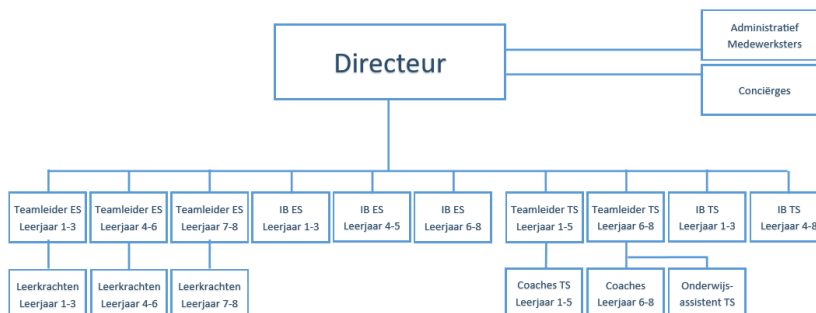 Administratief
Medewerksters
Directeur
Conciërges
Teamleider ES
Leerjaar 1-3
Teamleider ES
Leerjaar 4-6
Teamleider ES
Leerjaar 7-8
IB ES
Leerjaar 1-3
IB ES
Leerjaar 4-5
IB ES
Leerjaar 6-8
Teamleider TS
Leerjaar 1-5
Teamleider TS
Leerjaar 6-8
IB TS
Leerjaar 1-3
IB TS
Leerjaar 4-8
Leerkrachten
Leerjaar 1-3
Leerkrachten
Leerjaar 4-6
Leerkrachten
Leerjaar 7-8
Coaches TS
Leerjaar 1-5
Coaches
Leerjaar 6-8
Onderwijs-
assistent TS